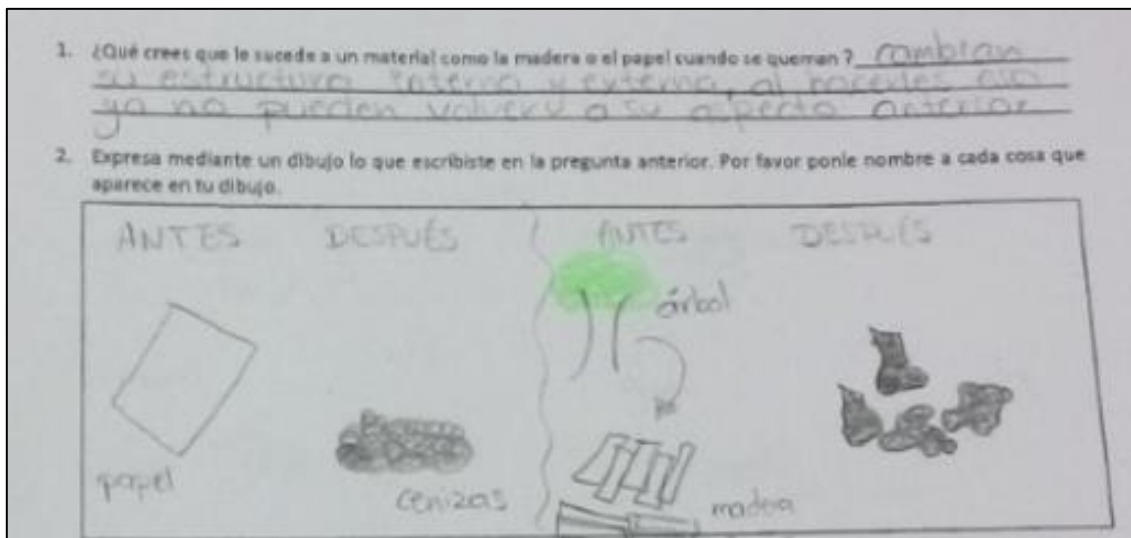 1. ¿Qué crees que le sucede a un material como la madera o el papel cuando se queman ? cambian
su estructura interna y externa, al hacerles eso
ya no pueden volver a su aspecto anterior
2. Expresa mediante un dibujo lo que escribiste en la pregunta anterior. Por favor ponle nombre a cada cosa que
aparece en tu dibujo.
ANTES DESPUÉS ANTES DESPUÉS
árbol
papel cenizas madera